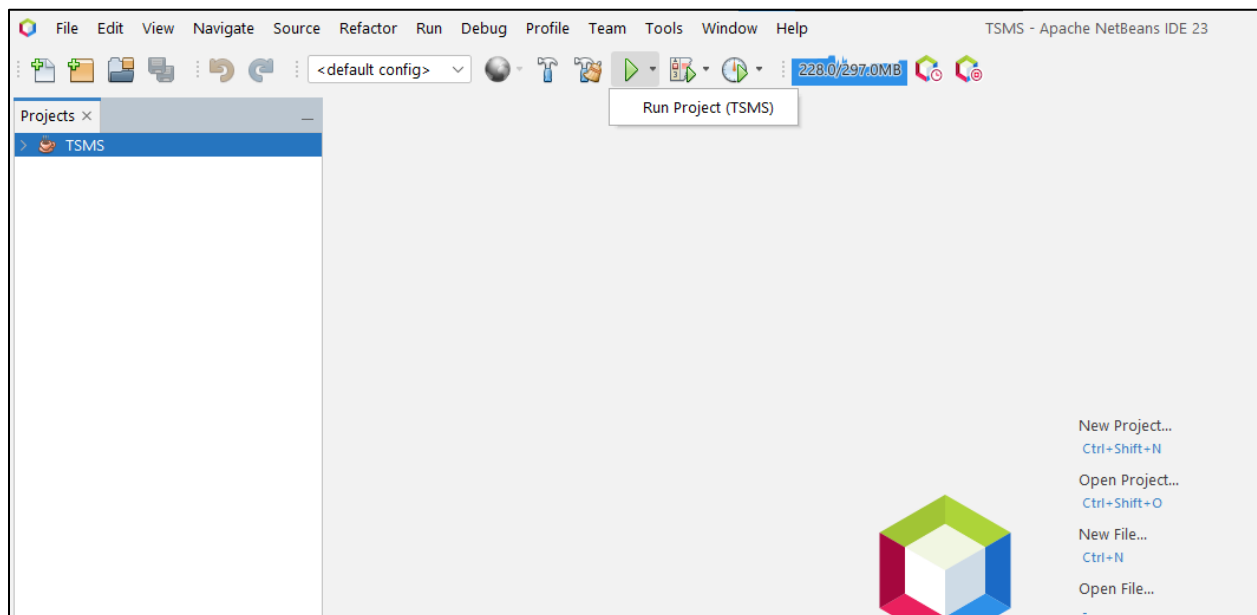 File Edit View Navigate Source Refactor Run Debug Profile Team Tools Window Help TSMS - Apache NetBeans IDE 23
<default config> 228.0/297.0MB
Run Project (TSMS)
Projects
TSMS
New Project...
Ctrl+Shift+N
Open Project...
Ctrl+Shift+O
New File...
Ctrl+N
Open File...